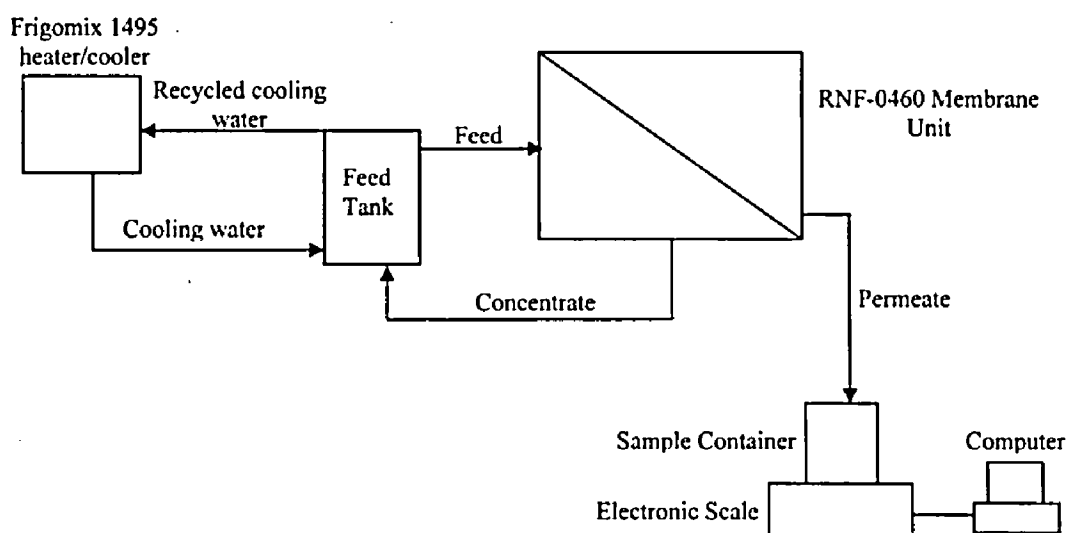 Frigomix 1495
heater/cooler
Recycled cooling
water
Feed
RNF-0460 Membrane
Unit
Feed
Tank
Cooling water
Concentrate
Permeate
Sample Container
Computer
Electronic Scale